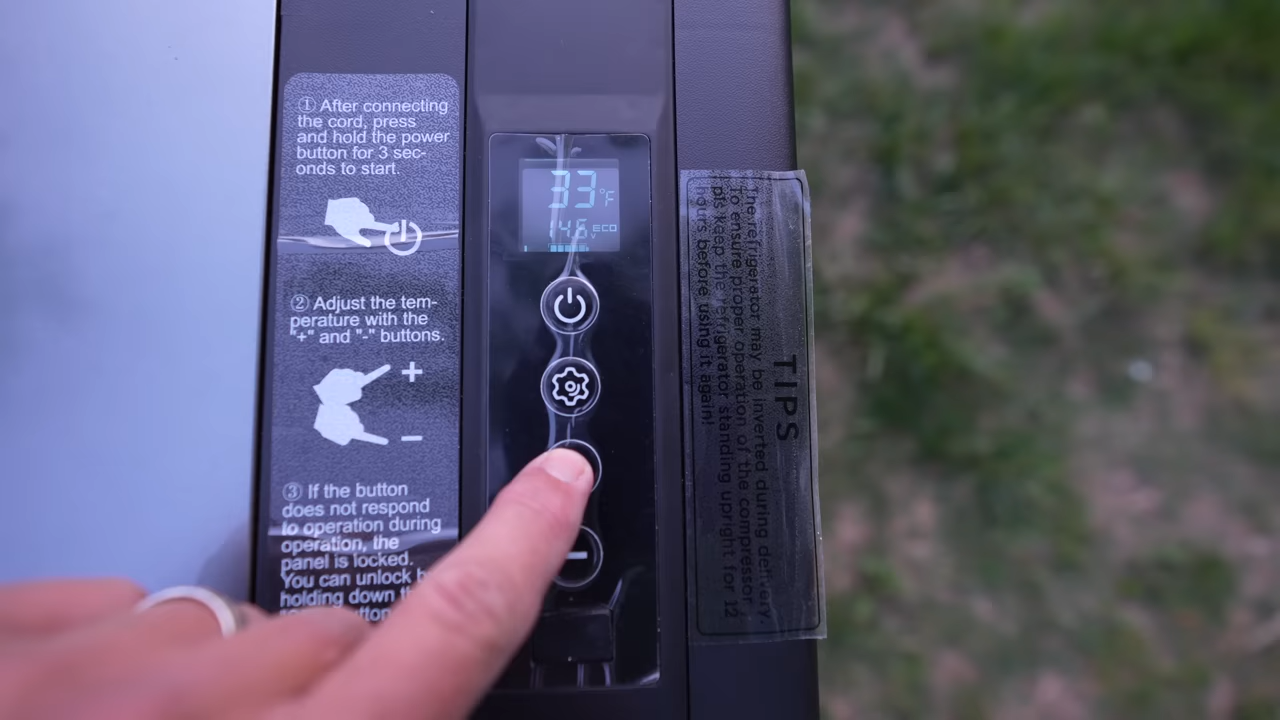 ① After connecting
the cord, press
and hold the power
button for 3 sec-
onds to start.
② Adjust the tem-
perature with the
"+" and "-" buttons.
+
−
③ If the button
does not respond
to operation during
operation, the
panel is locked.
You can unlock
holding down
33 °F
14.6 V ECO
−
TIPS
The refrigerator may be inverted during delivery.
To ensure proper operation of the compressor
pls keep the refrigerator standing upright for 12
hours before using it again!